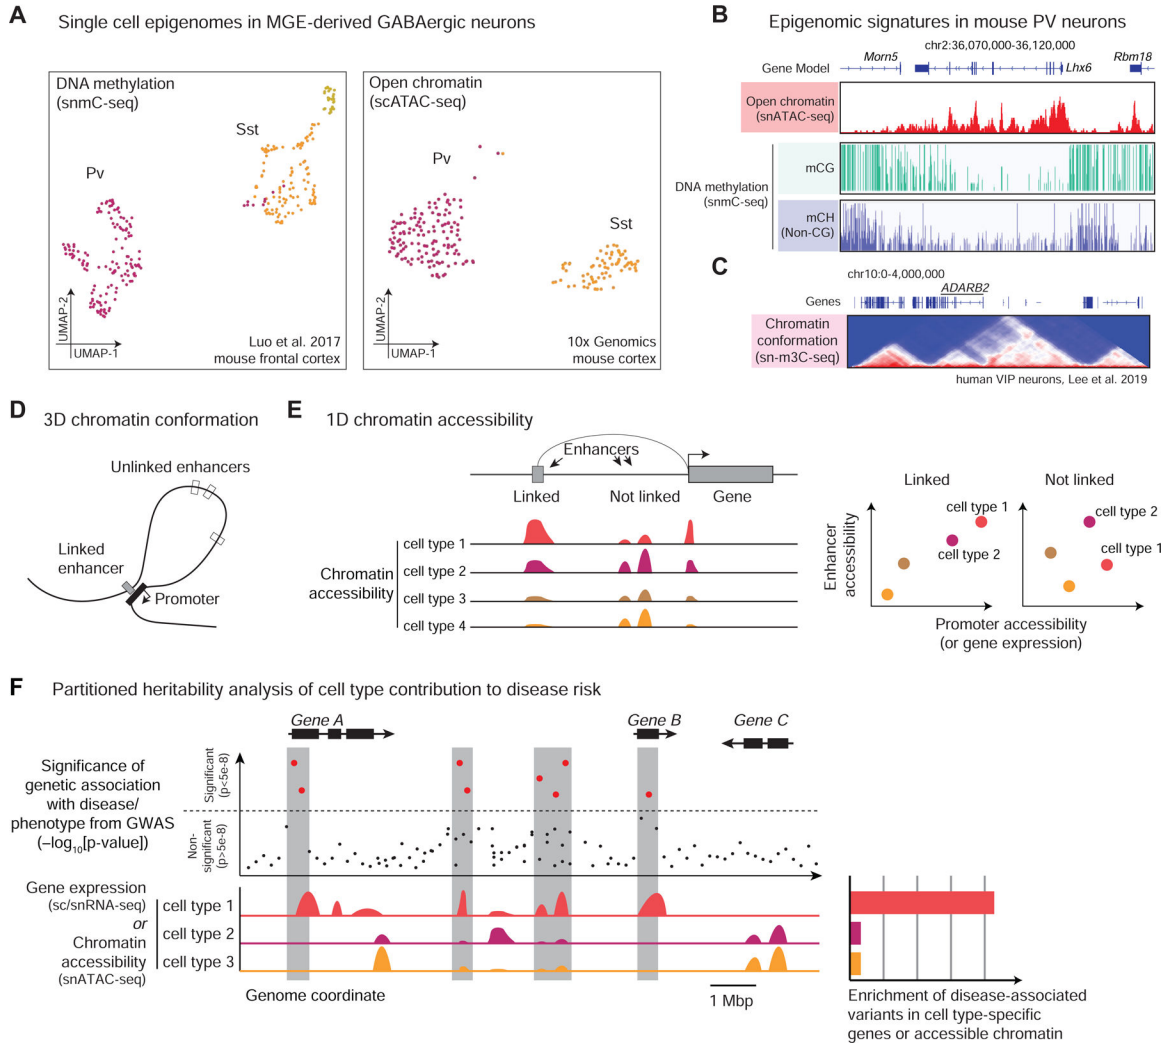 A
Single cell epigenomes in MGE-derived GABAergic neurons
DNA methylation
(snmC-seq)
Sst
Pv
UMAP-2
UMAP-1
Luo et al. 2017
mouse frontal cortex
Open chromatin
(scATAC-seq)
Pv
Sst
UMAP-2
UMAP-1
10x Genomics
mouse cortex
B
Epigenomic signatures in mouse PV neurons
chr2:36,070,000-36,120,000
Morn5
Rbm18
Gene Model
Lhx6
Open chromatin
(snATAC-seq)
DNA methylation
(snmC-seq)
mCG
mCH
(Non-CG)
C
chr10:0-4,000,000
ADARB2
Genes
Chromatin
conformation
(sn-m3C-seq)
human VIP neurons, Lee et al. 2019
D
3D chromatin conformation
Unlinked enhancers
Linked
enhancer
Promoter
E
1D chromatin accessibility
Enhancers
Linked
Not linked
Gene
Chromatin
accessibility
cell type 1
cell type 2
cell type 3
cell type 4
Linked
Not linked
Enhancer
accessibility
cell type 1
cell type 2
cell type 2
cell type 1
Promoter accessibility
(or gene expression)
F
Partitioned heritability analysis of cell type contribution to disease risk
Gene A
Gene B
Gene C
Significance of
genetic association
with disease/
phenotype from GWAS
(−log10[p-value])
Significant
(p<5e-8)
Non-
significant
(p>5e-8)
Gene expression
(sc/snRNA-seq)
or
Chromatin
accessibility
(snATAC-seq)
cell type 1
cell type 2
cell type 3
Genome coordinate
1 Mbp
Enrichment of disease-associated
variants in cell type-specific
genes or accessible chromatin